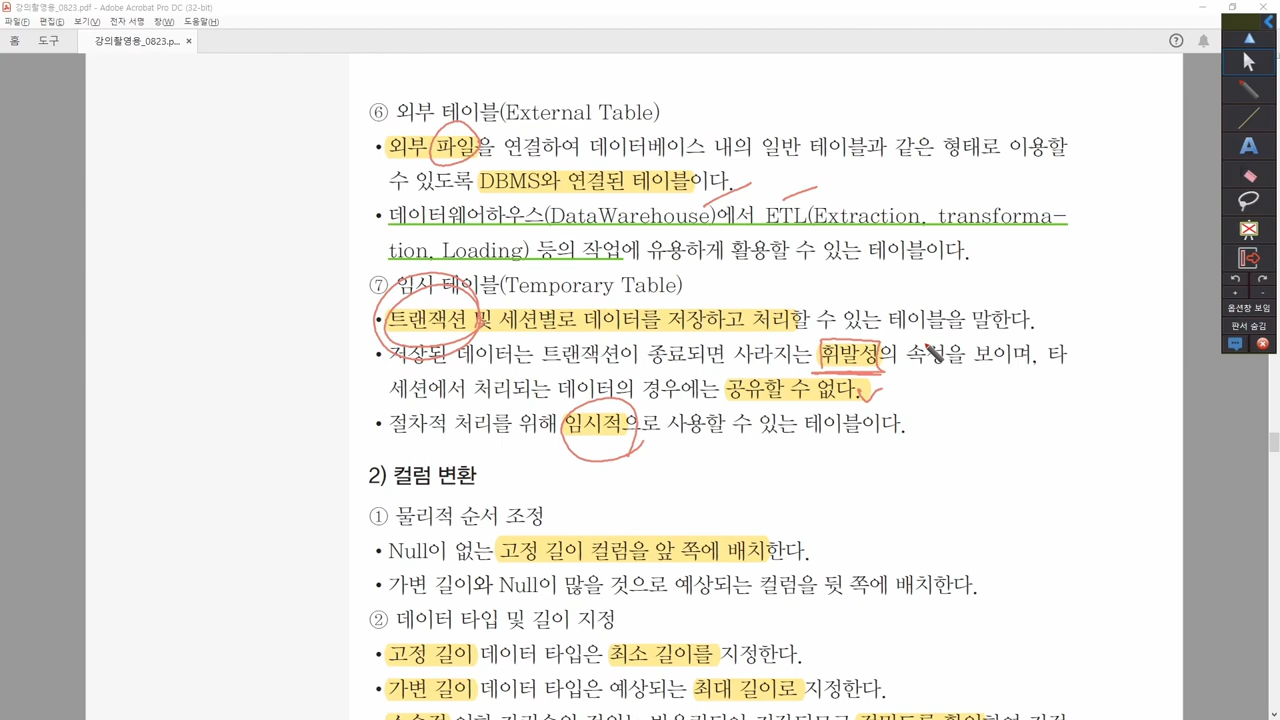 강의촬영용_0823.pdf - Adobe Acrobat Pro DC (32-bit)
파일(F) 편집(E) 보기(V) 전자 서명 창(W) 도움말(H)
홈 도구 강의촬영용_0823.p... ×
⑥ 외부 테이블(External Table)
• 외부 파일을 연결하여 데이터베이스 내의 일반 테이블과 같은 형태로 이용할
수 있도록 DBMS와 연결된 테이블이다.
• 데이터웨어하우스(DataWarehouse)에서 ETL(Extraction, transforma-
tion, Loading) 등의 작업에 유용하게 활용할 수 있는 테이블이다.
⑦ 임시 테이블(Temporary Table)
• 트랜잭션 및 세션별로 데이터를 저장하고 처리할 수 있는 테이블을 말한다.
• 저장된 데이터는 트랜잭션이 종료되면 사라지는 휘발성의 속성을 보이며, 타
세션에서 처리되는 데이터의 경우에는 공유할 수 없다.
• 절차적 처리를 위해 임시적으로 사용할 수 있는 테이블이다.
2) 컬럼 변환
① 물리적 순서 조정
• Null이 없는 고정 길이 컬럼을 앞 쪽에 배치한다.
• 가변 길이와 Null이 많을 것으로 예상되는 컬럼을 뒷 쪽에 배치한다.
② 데이터 타입 및 길이 지정
• 고정 길이 데이터 타입은 최소 길이를 지정한다.
• 가변 길이 데이터 타입은 예상되는 최대 길이로 지정한다.
옵션창 보임
판서 숨김